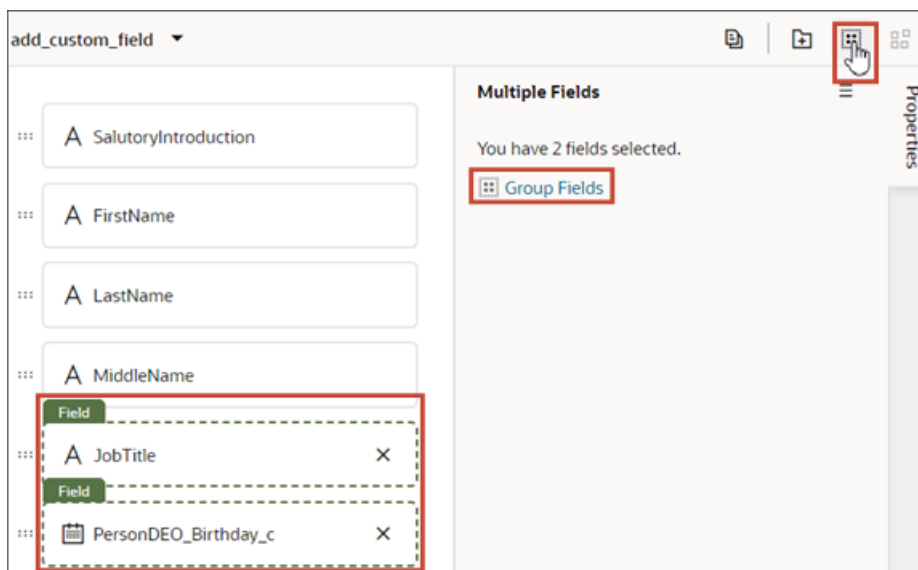 add_custom_field
Multiple Fields
Properties
You have 2 fields selected.
Group Fields
SalutoryIntroduction
FirstName
LastName
MiddleName
Field
JobTitle
Field
PersonDEO_Birthday_c